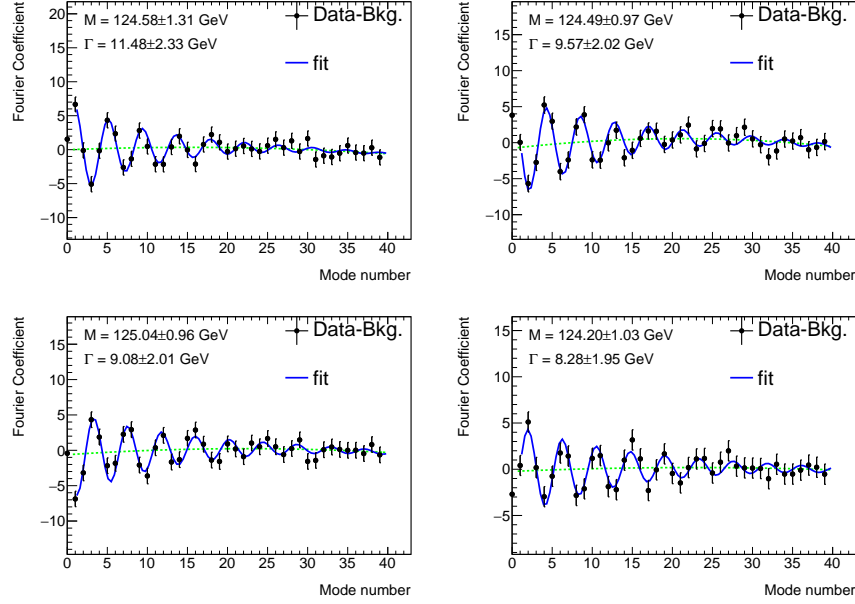 Fourier Coefficient
M = 124.58±1.31 GeV
Γ = 11.48±2.33 GeV
Data-Bkg.
fit
20
15
10
5
0
−5
−10
0 5 10 15 20 25 30 35 40
Mode number
Fourier Coefficient
M = 124.49±0.97 GeV
Γ = 9.57±2.02 GeV
Data-Bkg.
fit
15
10
5
0
−5
−10
0 10 20 30 40
Mode number
Fourier Coefficient
M = 125.04±0.96 GeV
Γ = 9.08±2.01 GeV
Data-Bkg.
fit
15
10
5
0
−5
−10
0 5 10 15 20 25 30 35 40
Mode number
Fourier Coefficient
M = 124.20±1.03 GeV
Γ = 8.28±1.95 GeV
Data-Bkg.
fit
15
10
5
0
−5
0 5 10 15 20 25 30 35 40
Mode number